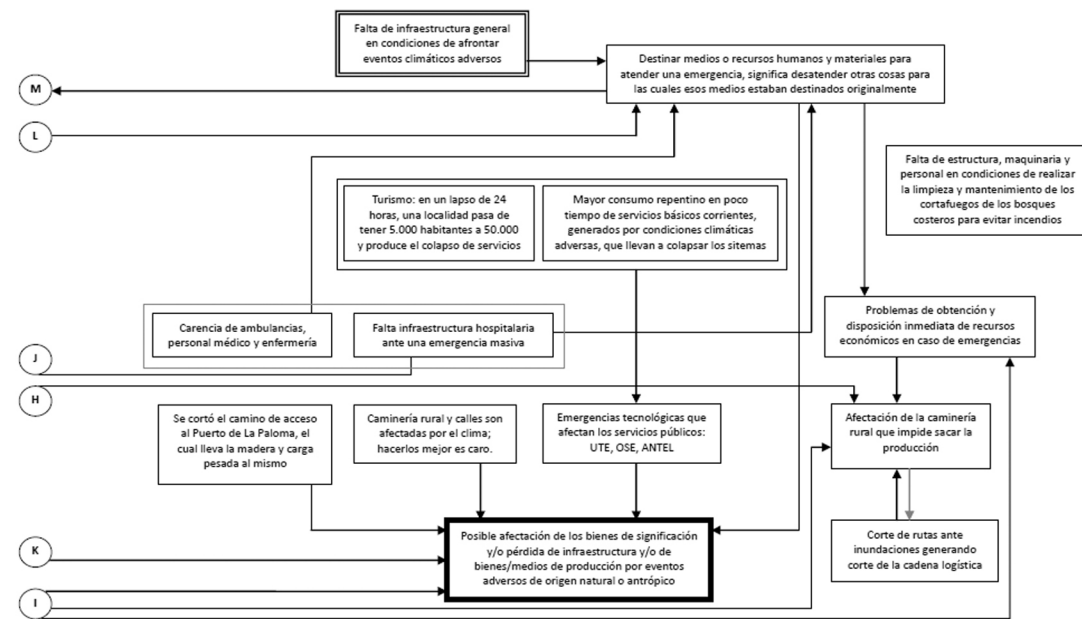 Falta de infraestructura general
en condiciones de afrontar
eventos climáticos adversos
Destinar medios o recursos humanos y materiales para
atender una emergencia, significa desatender otras cosas para
las cuales esos medios estaban destinados originalmente
M
L
Falta de estructura, maquinaria y
personal en condiciones de realizar
la limpieza y mantenimiento de los
cortafuegos de los bosques
costeros para evitar incendios
Turismo: en un lapso de 24
horas, una localidad pasa de
tener 5.000 habitantes a 50.000
y produce el colapso de servicios
Mayor consumo repentino en poco
tiempo de servicios básicos corrientes,
generados por condiciones climáticas
adversas, que llevan a colapsar los sitemas
Carencia de ambulancias,
personal médico y enfermería
Falta infraestructura hospitalaria
ante una emergencia masiva
Problemas de obtención y
disposición inmediata de recursos
económicos en caso de emergencias
J
H
Se cortó el camino de acceso
al Puerto de La Paloma, el
cual lleva la madera y carga
pesada al mismo
Caminería rural y calles son
afectadas por el clima;
hacerlos mejor es caro.
Emergencias tecnológicas que
afectan los servicios públicos:
UTE, OSE, ANTEL
Afectación de la caminería
rural que impide sacar la
producción
Posible afectación de los bienes de significación
y/o pérdida de infraestructura y/o de
bienes/medios de producción por eventos
adversos de origen natural o antrópico
Corte de rutas ante
inundaciones generando
corte de la cadena logística
K
I